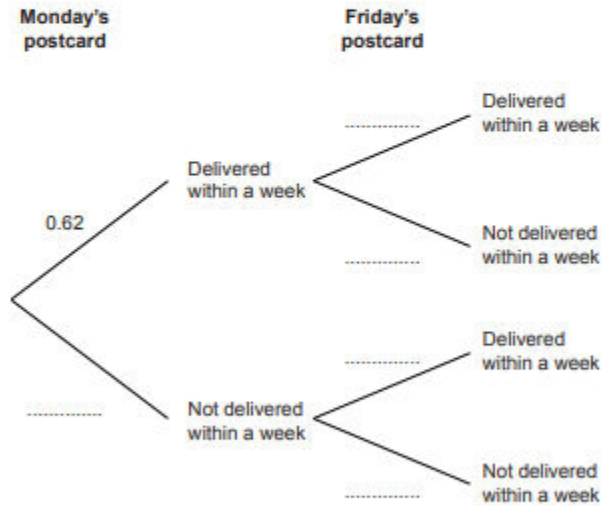 Monday's
postcard
Friday's
postcard
Delivered
within a week
Delivered
within a week
0.62
Not delivered
within a week
Delivered
within a week
Not delivered
within a week
Not delivered
within a week